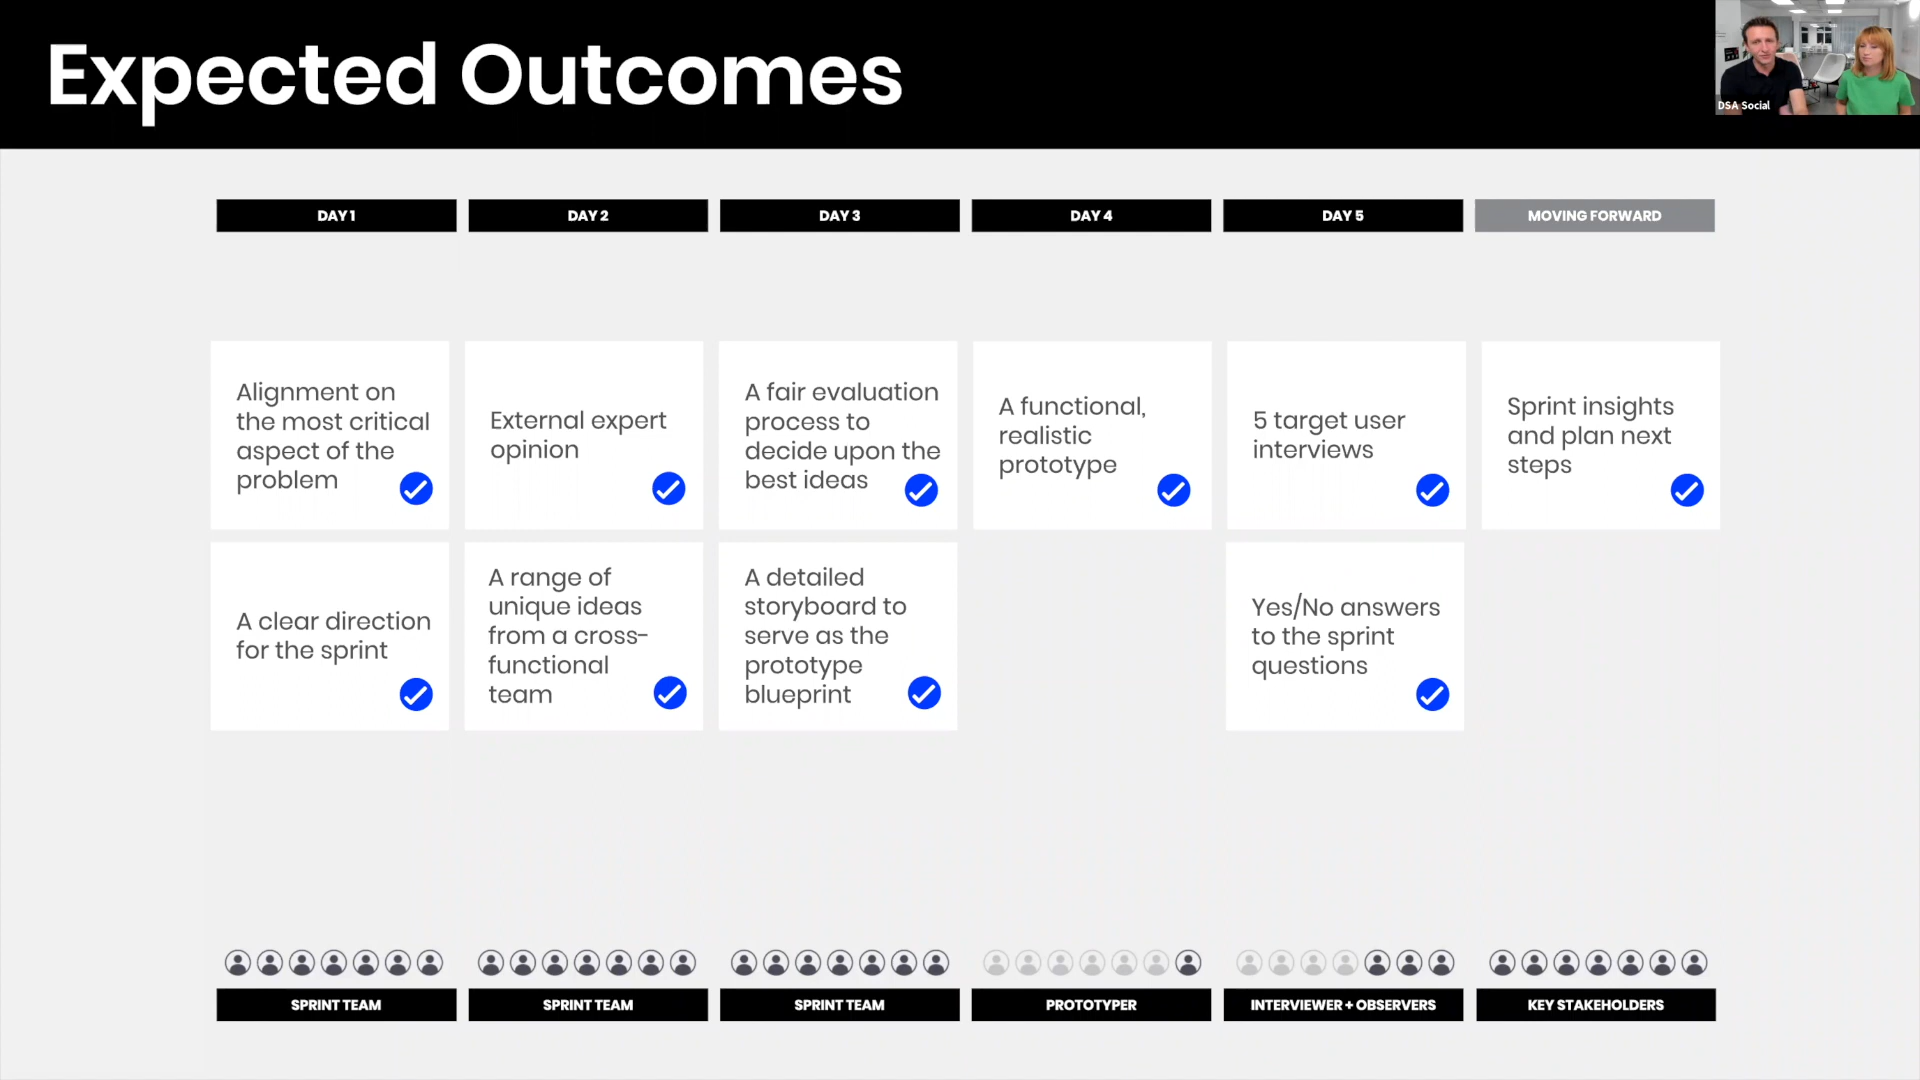 Expected Outcomes
DSA Social
DAY 1
DAY 2
DAY 3
DAY 4
DAY 5
MOVING FORWARD
Alignment on
the most critical
aspect of the
problem
External expert
opinion
A fair evaluation
process to
decide upon the
best ideas
A functional,
realistic
prototype
5 target user
interviews
Sprint insights
and plan next
steps
A clear direction
for the sprint
A range of
unique ideas
from a cross-
functional
team
A detailed
storyboard to
serve as the
prototype
blueprint
Yes/No answers
to the sprint
questions
SPRINT TEAM
SPRINT TEAM
SPRINT TEAM
PROTOTYPER
INTERVIEWER + OBSERVERS
KEY STAKEHOLDERS